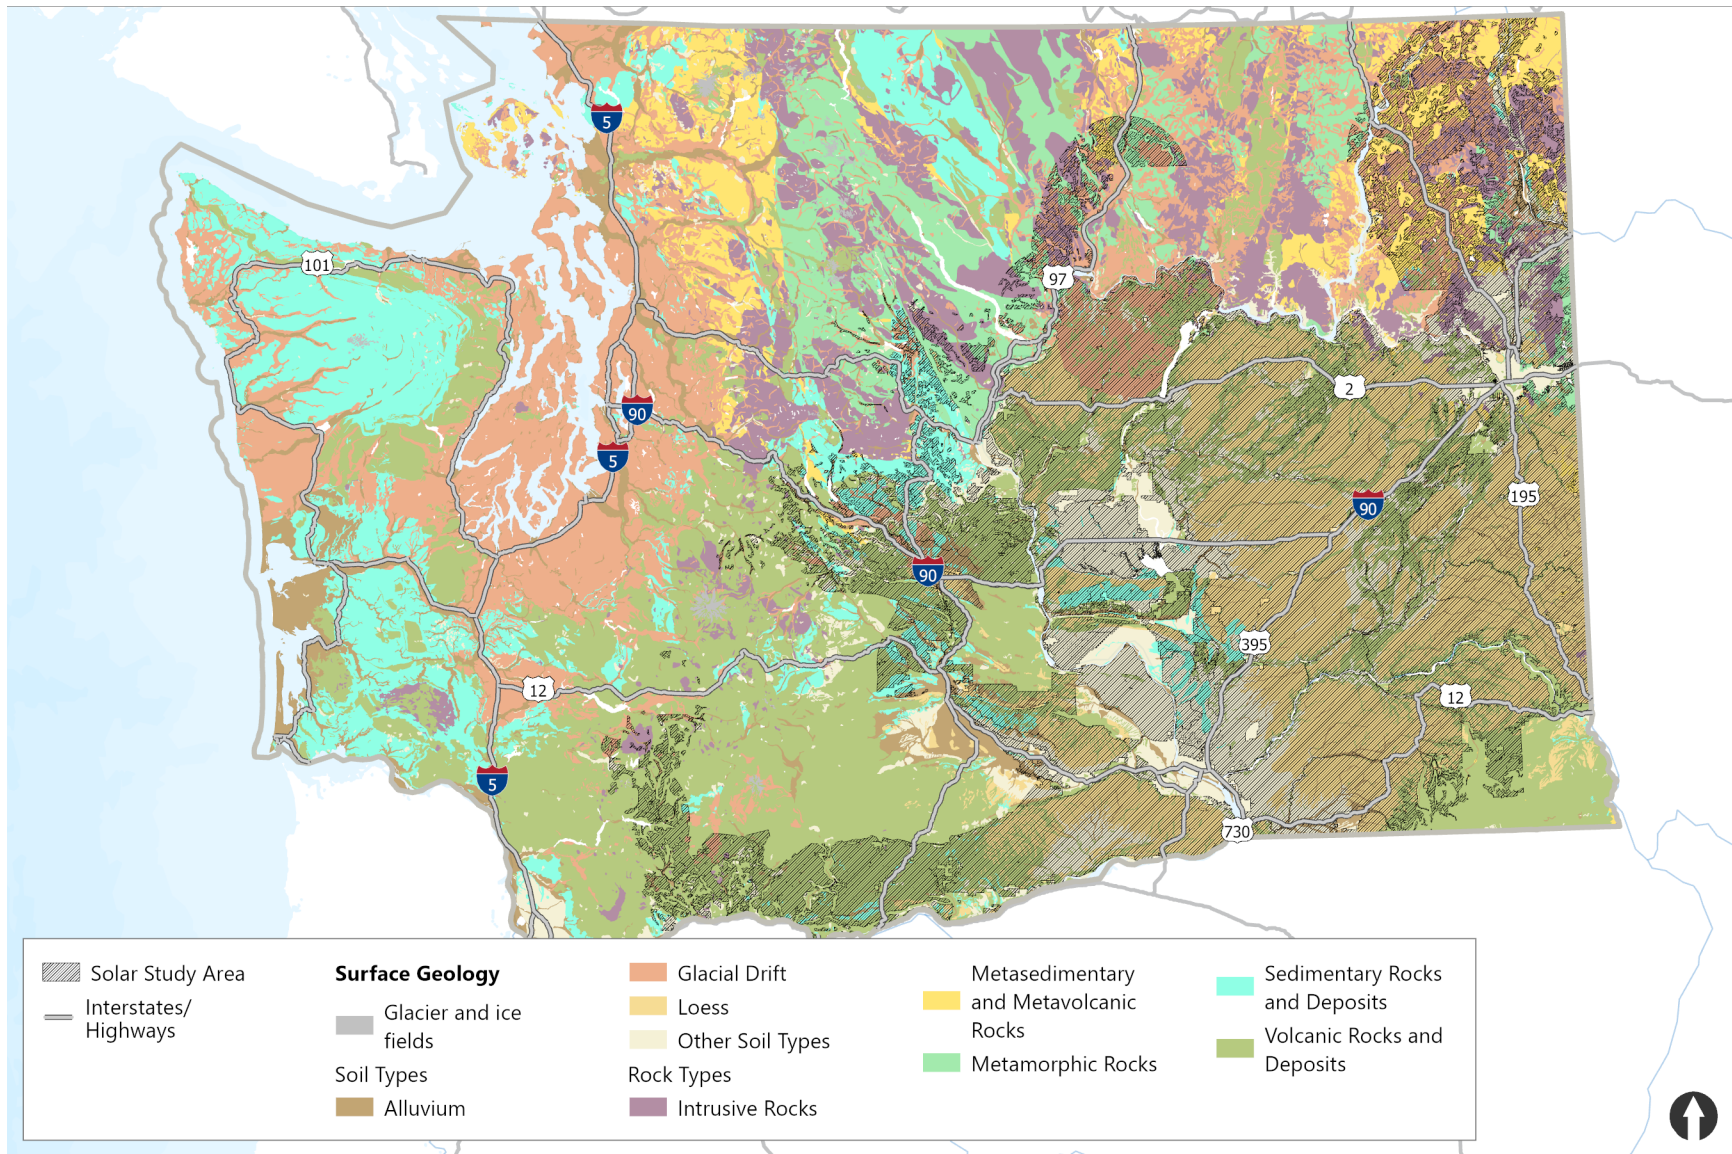 5
101
97
2
90
5
90
195
90
395
12
12
5
730
Solar Study Area
Interstates/
Highways
Surface Geology
Glacier and ice
fields
Soil Types
Alluvium
Glacial Drift
Loess
Other Soil Types
Rock Types
Intrusive Rocks
Metasedimentary
and Metavolcanic
Rocks
Metamorphic Rocks
Sedimentary Rocks
and Deposits
Volcanic Rocks and
Deposits